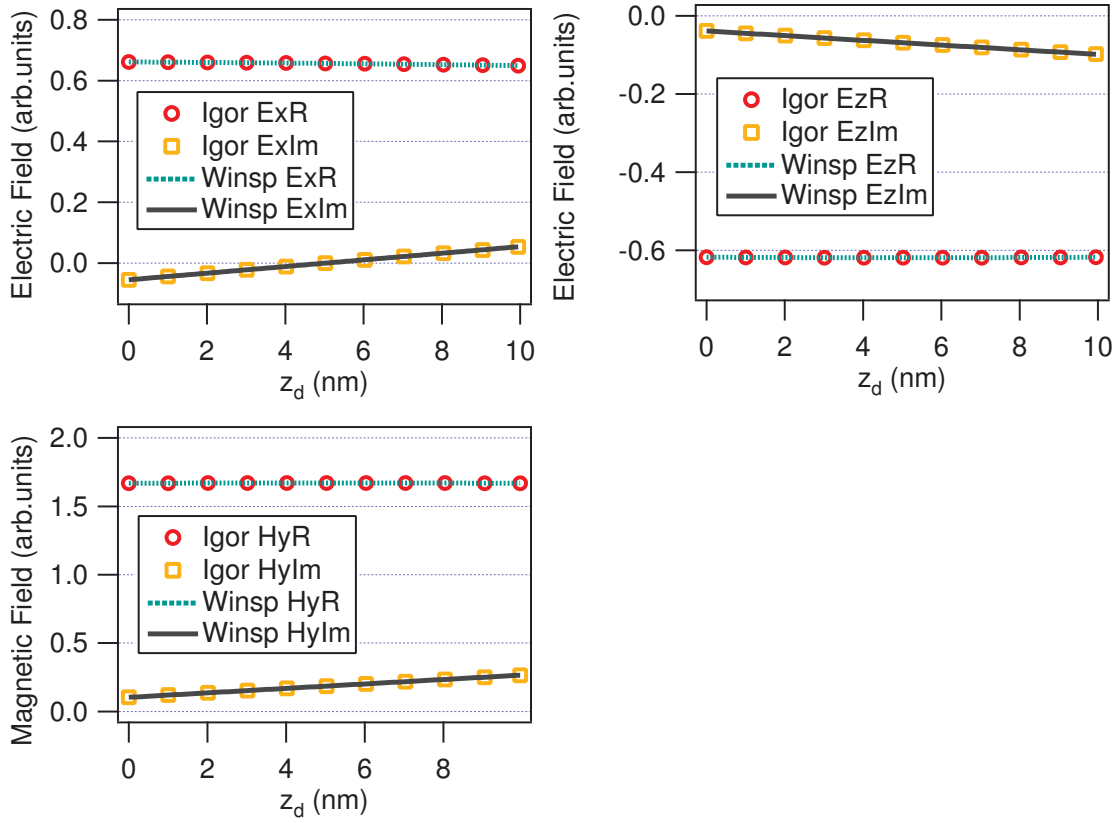 Electric Field (arb.units)
0.8
0.6
0.4
0.2
0.0
Igor ExR
Igor ExIm
Winsp ExR
Winsp ExIm
0 2 4 6 8 10
z_d (nm)
Electric Field (arb.units)
0.0
-0.2
-0.4
-0.6
Igor EzR
Igor EzIm
Winsp EzR
Winsp EzIm
0 2 4 6 8 10
z_d (nm)
Magnetic Field (arb.units)
2.0
1.5
1.0
0.5
0.0
Igor HyR
Igor HyIm
Winsp HyR
Winsp HyIm
0 2 4 6 8
z_d (nm)